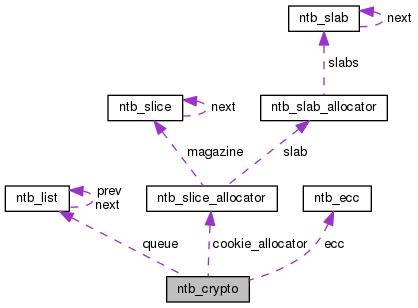 ntb_slab
next
slabs
ntb_slice
next
ntb_slab_allocator
magazine
slab
ntb_list
prev
next
ntb_slice_allocator
ntb_ecc
queue
cookie_allocator
ecc
ntb_crypto